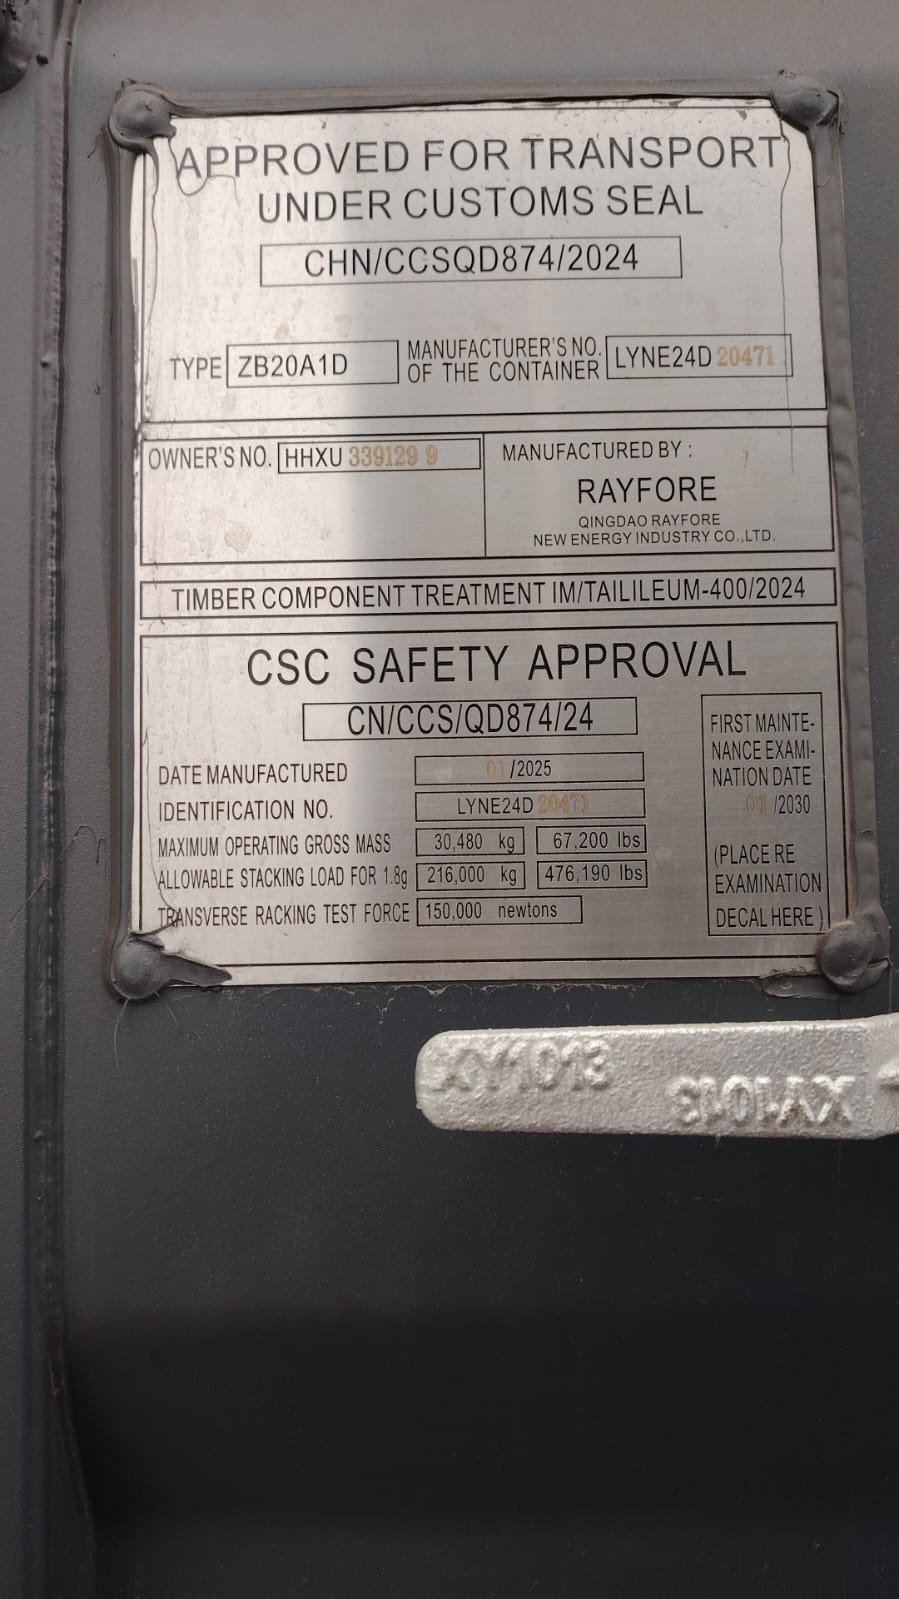 APPROVED FOR TRANSPORT
UNDER CUSTOMS SEAL
CHN/CCSQD874/2024
TYPE ZB20A1D
MANUFACTURER'S NO.
OF THE CONTAINER
LYNE24D 20471
OWNER'S NO. HHXU 339129 9
MANUFACTURED BY :
RAYFORE
QINGDAO RAYFORE
NEW ENERGY INDUSTRY CO.,LTD.
TIMBER COMPONENT TREATMENT IM/TAILILEUM-400/2024
CSC SAFETY APPROVAL
CN/CCS/QD874/24
DATE MANUFACTURED 01/2025
IDENTIFICATION NO. LYNE24D 20471
MAXIMUM OPERATING GROSS MASS 30,480 kg 67,200 lbs
ALLOWABLE STACKING LOAD FOR 1.8g 216,000 kg 476,190 lbs
TRANSVERSE RACKING TEST FORCE 150,000 newtons
FIRST MAINTE-
NANCE EXAMI-
NATION DATE
01/2030
(PLACE RE
EXAMINATION
DECAL HERE )
XY1013
XY1013